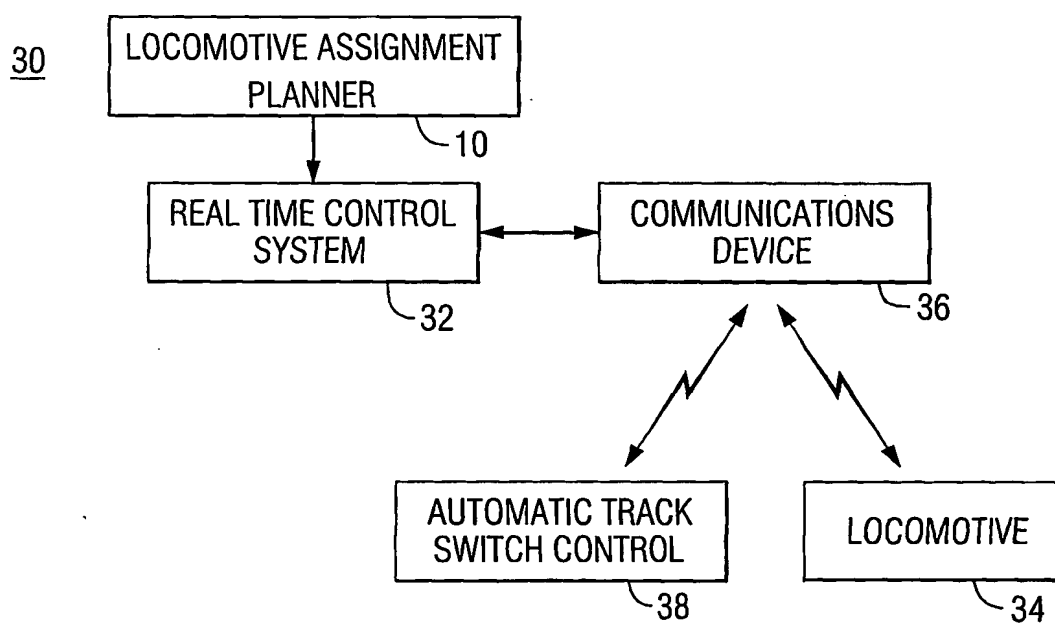 30
LOCOMOTIVE ASSIGNMENT
PLANNER
10
REAL TIME CONTROL
SYSTEM
32
COMMUNICATIONS
DEVICE
36
AUTOMATIC TRACK
SWITCH CONTROL
38
LOCOMOTIVE
34